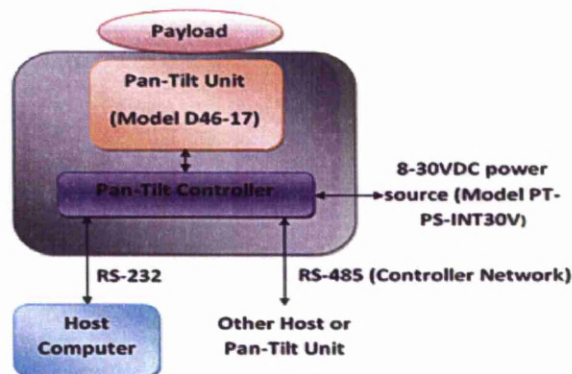 Payload
Pan-Tilt Unit
(Model D46-17)
Pan-Tilt Controller
8-30VDC power
source (Model PT-
PS-INT30V)
RS-232
RS-485 (Controller Network)
Host
Computer
Other Host or
Pan-Tilt Unit